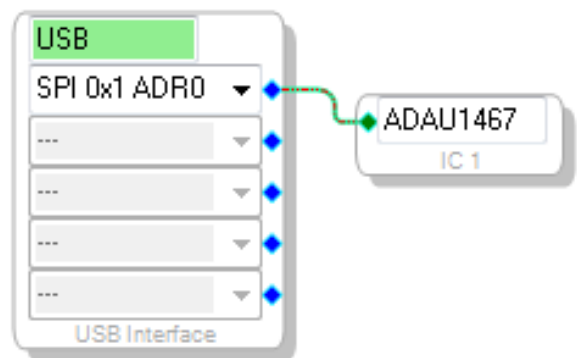 USB
SPI 0x1 ADR0
---
---
---
---
USB Interface
ADAU1467
IC 1